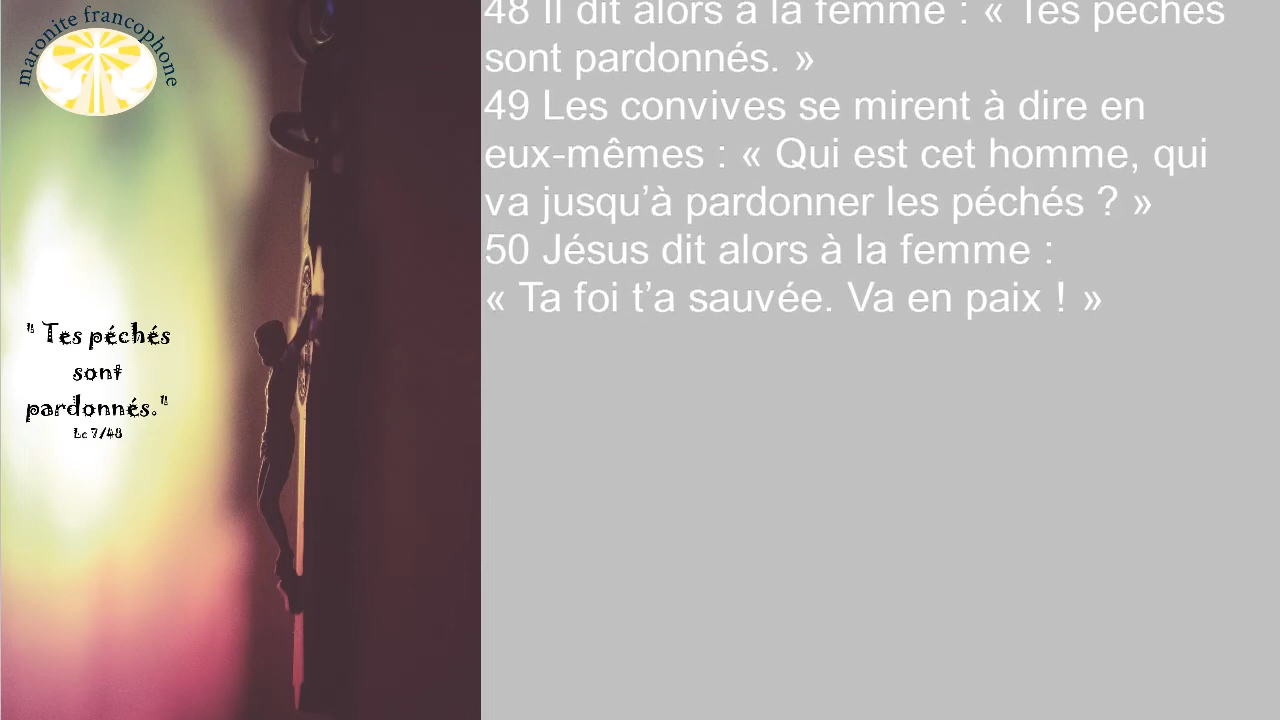 maronite francophone
" Tes péchés
sont
pardonnés."
Lc 7/48
48 Il dit alors à la femme : « Tes péchés
sont pardonnés. »
49 Les convives se mirent à dire en
eux-mêmes : « Qui est cet homme, qui
va jusqu’à pardonner les péchés ? »
50 Jésus dit alors à la femme :
« Ta foi t’a sauvée. Va en paix ! »